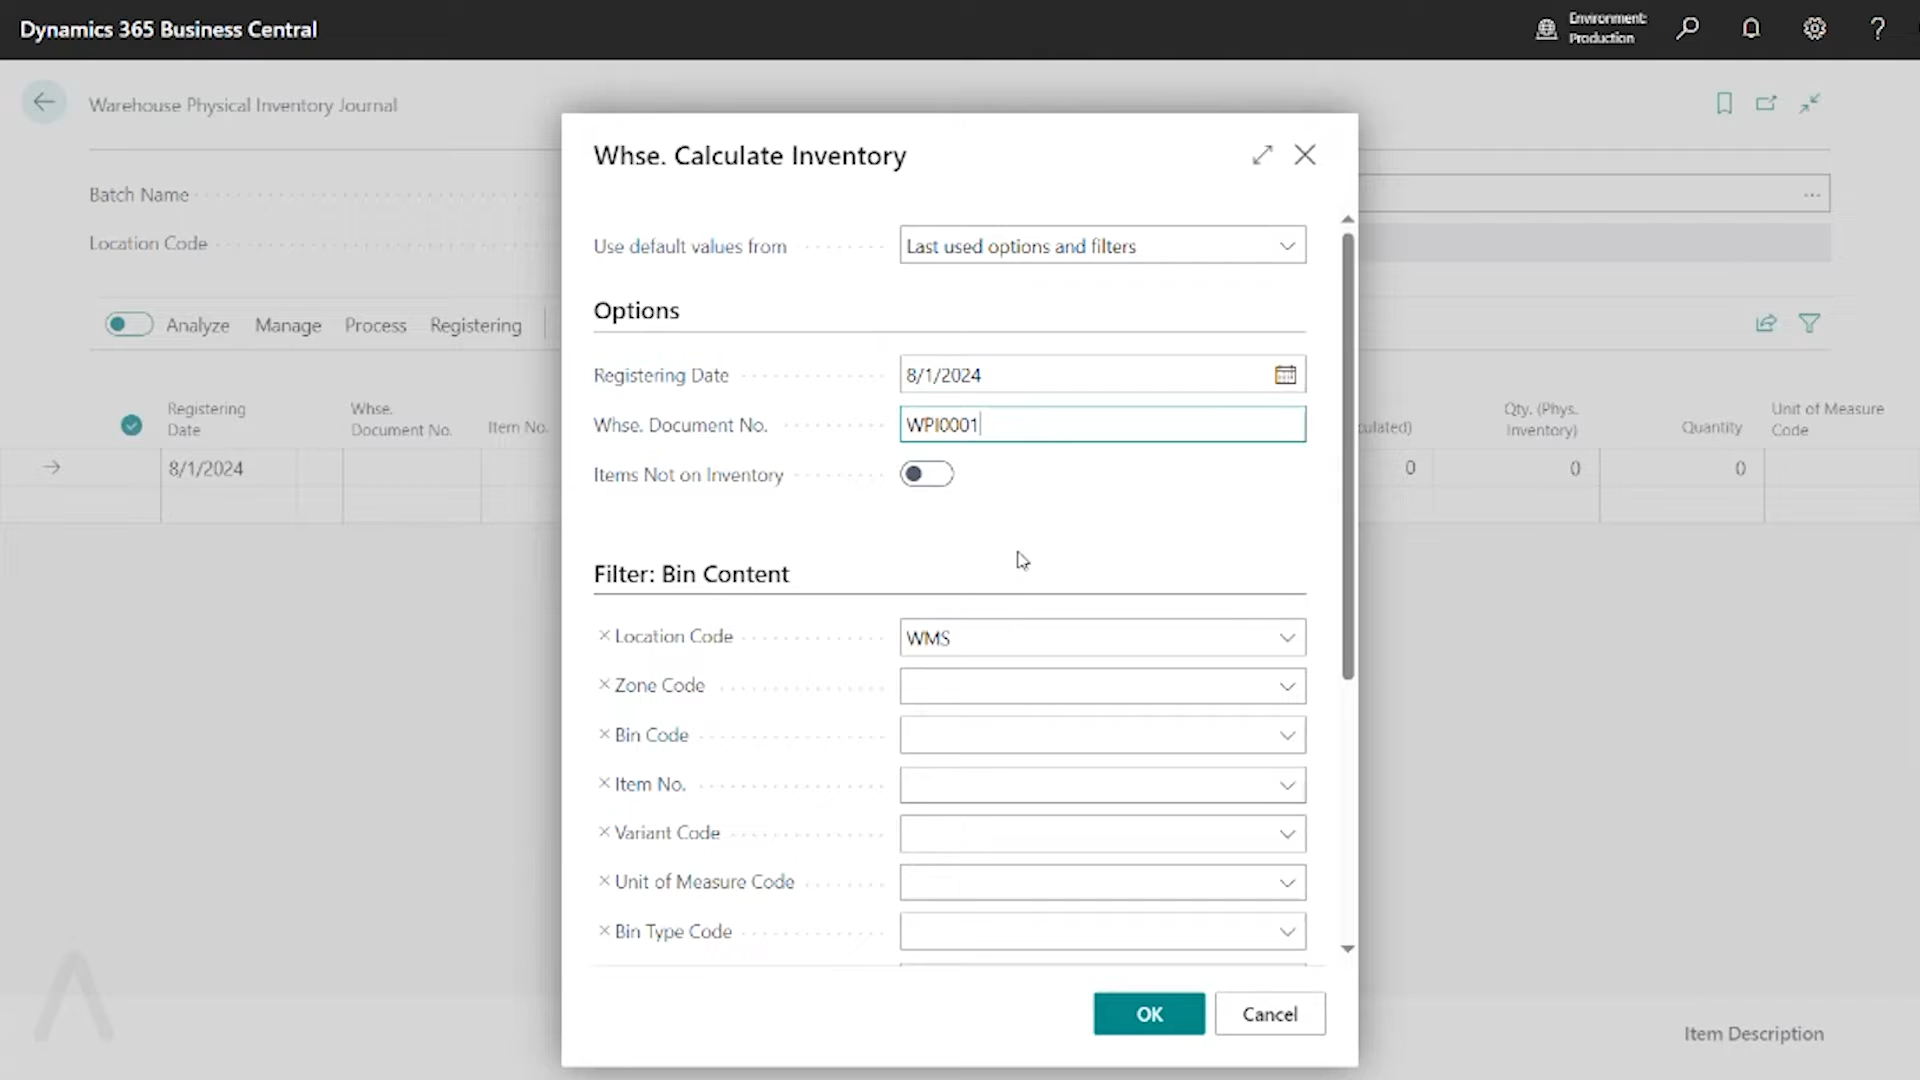 Dynamics 365 Business Central
Environment:
Production
Warehouse Physical Inventory Journal
Batch Name
Location Code
Analyze Manage Process Registering
Registering
Date
Whse.
Document No.
Item No.
culated)
Qty. (Phys.
Inventory)
Quantity
Unit of Measure
Code
8/1/2024
0
0
0
Whse. Calculate Inventory
Use default values from
Last used options and filters
Options
Registering Date
8/1/2024
Whse. Document No.
WPI0001
Items Not on Inventory
Filter: Bin Content
Location Code
WMS
Zone Code
Bin Code
Item No.
Variant Code
Unit of Measure Code
Bin Type Code
OK
Cancel
Item Description